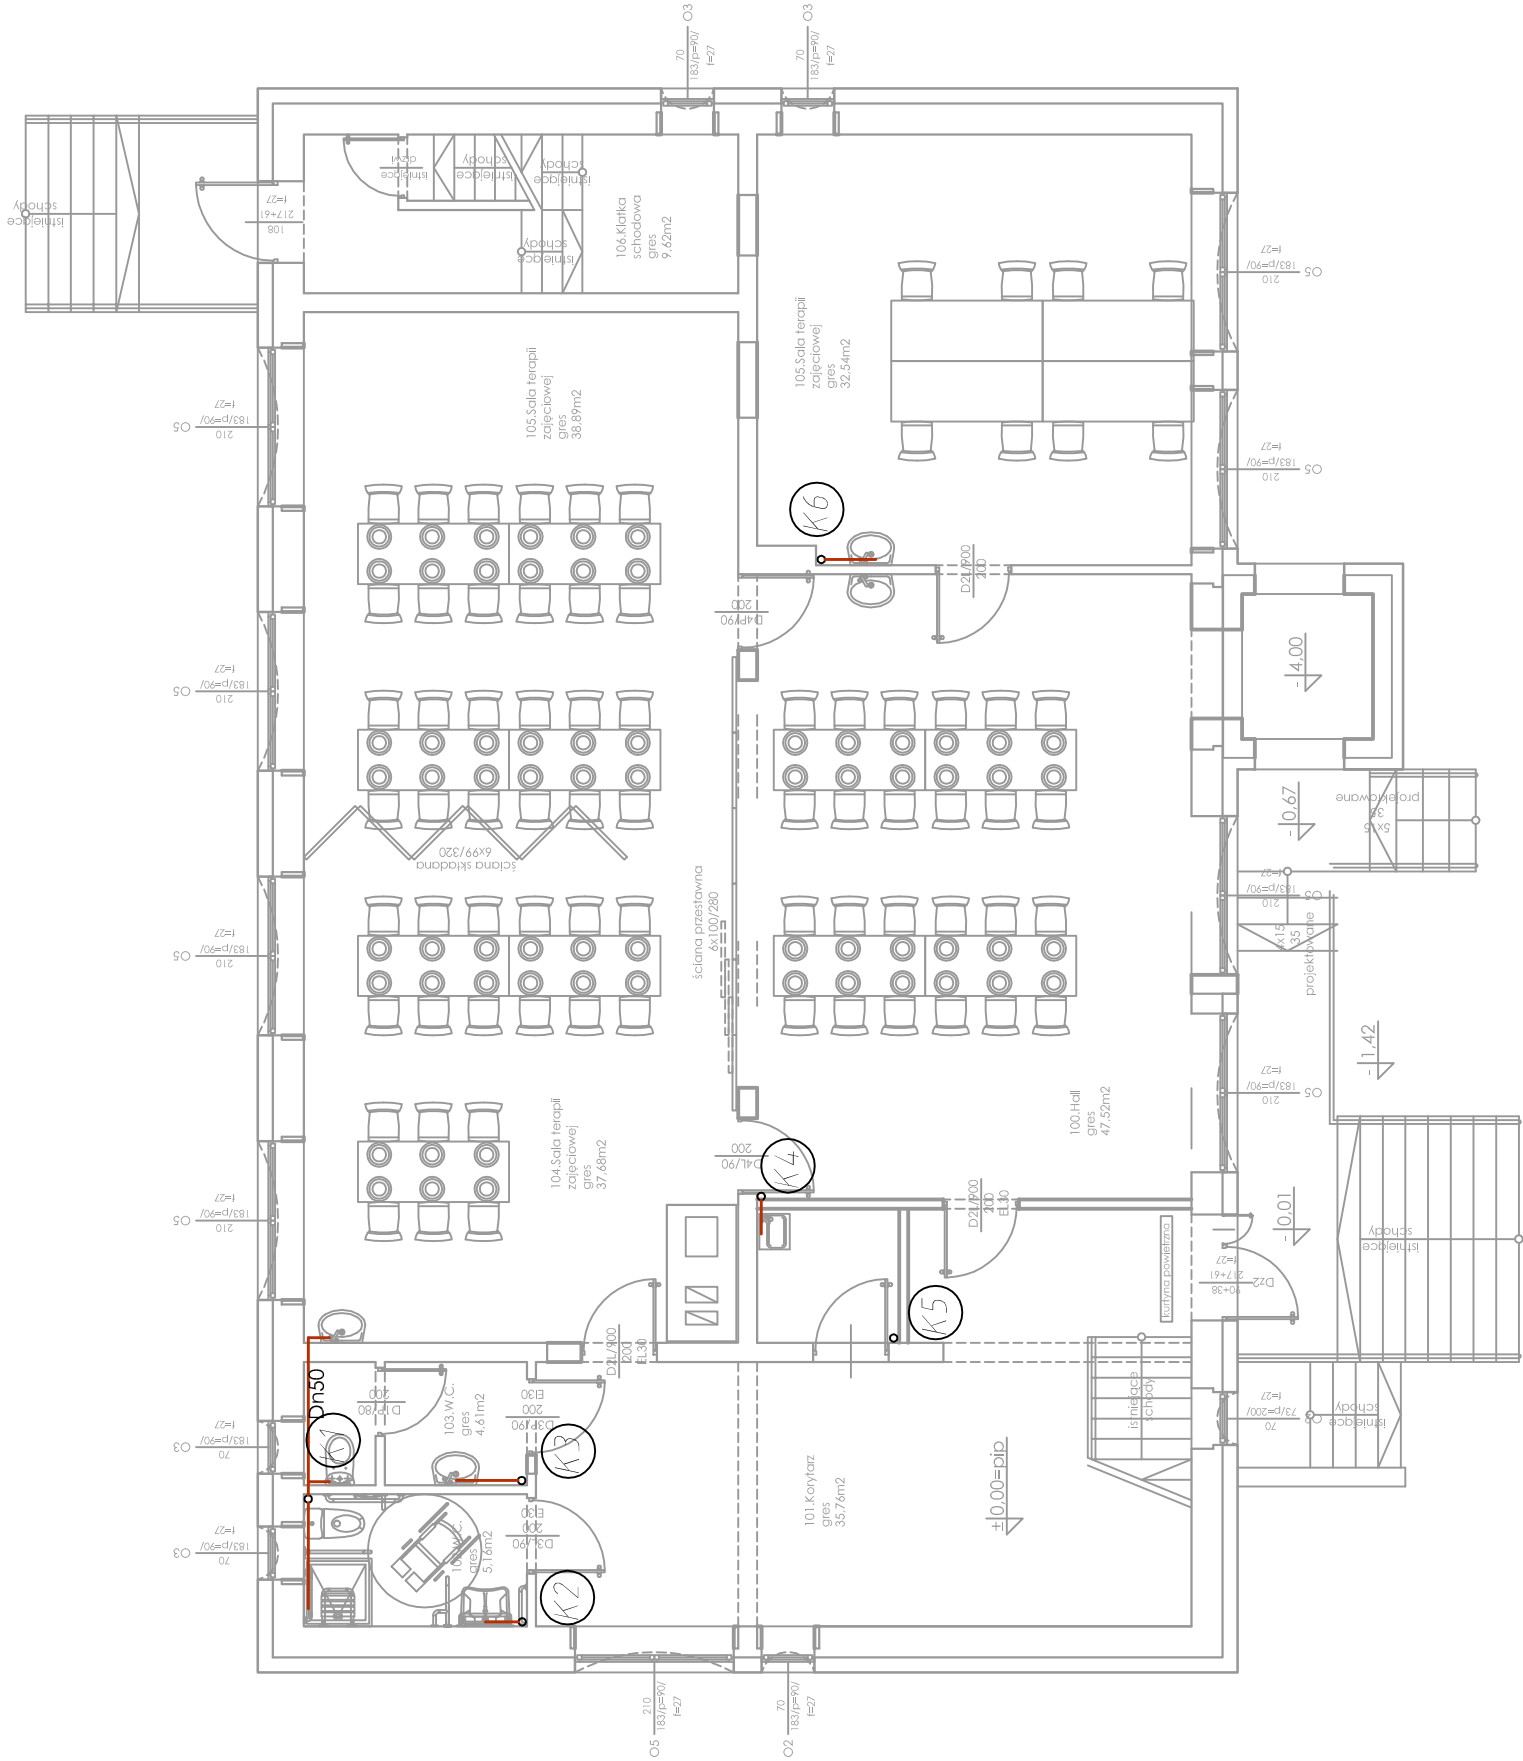 O3
70
183/p=90/
f=27
O3
70
183/p=90/
f=27
istniejące
schody
108
217+61
f=27
istniejące
drzwi
istniejące
schody
istniejące
schody
istniejące
schody
106.Klatka
schodowa
gres
9,62m2
105.Sala terapii
zajęciowej
gres
38.89m2
105.Sala terapii
zajęciowej
gres
32.54m2
O5
210
183/p=90/
f=27
O5
210
183/p=90/
f=27
O5
210
183/p=90/
f=27
K6
D2L/900
200
D4P/90
200
O5
210
183/p=90/
f=27
- 4,00
- 0,67
5x15
35
projektowane
ściana składana
6x99/320
ściana przestawna
6x100/280
O5
210
183/p=90/
f=27
O5
210
183/p=90/
f=27
4x15
35
projektowane
- 1,42
O5
210
183/p=90/
f=27
104.Sala terapii
zajęciowej
gres
37,68m2
100.Hall
gres
47.52m2
D4L/90
200
K4
D2L/900
200
EL30
O5
210
183/p=90/
f=27
- 0,01
istniejące
schody
kurtyna powietrzna
Dz2
90+38
217+61
f=27
K5
D2L/900
200
EL30
Dn50
K1
D1P/80
200
103.W.C.
gres
4.61m2
D3P/90
200
EI30
K3
O3
70
183/p=90/
f=27
istniejące
schody
70
73/p=200/
f=27
istniejące
schody
101.Korytarz
gres
35,76m2
±0,00=pip
O3
70
183/p=90/
f=27
gres
5,16m2
D3L/90
200
EI30
K2
O5
210
183/p=90/
f=27
O2
70
183/p=90/
f=27